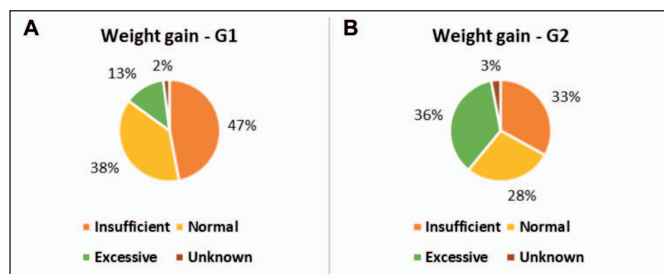 A
Weight gain - G1
2%
13%
47%
38%
Insufficient Normal
Excessive Unknown
B
Weight gain - G2
3%
33%
36%
28%
Insufficient Normal
Excessive Unknown